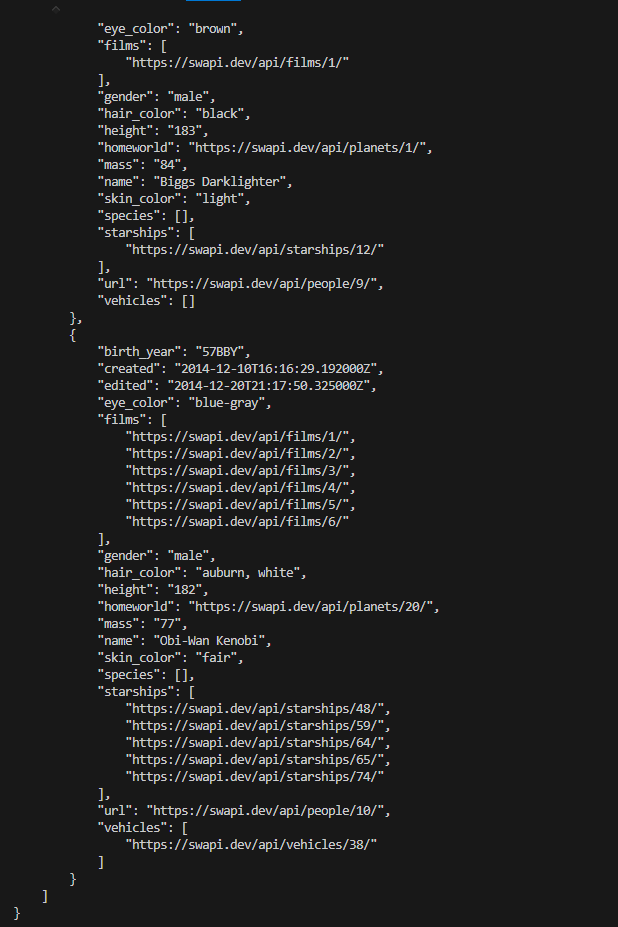 "eye_color": "brown",
"films": [
"https://swapi.dev/api/films/1/"
],
"gender": "male",
"hair_color": "black",
"height": "183",
"homeworld": "https://swapi.dev/api/planets/1/",
"mass": "84",
"name": "Biggs Darklighter",
"skin_color": "light",
"species": [],
"starships": [
"https://swapi.dev/api/starships/12/"
],
"url": "https://swapi.dev/api/people/9/",
"vehicles": []
},
{
"birth_year": "57BBY",
"created": "2014-12-10T16:16:29.192000Z",
"edited": "2014-12-20T21:17:50.325000Z",
"eye_color": "blue-gray",
"films": [
"https://swapi.dev/api/films/1/",
"https://swapi.dev/api/films/2/",
"https://swapi.dev/api/films/3/",
"https://swapi.dev/api/films/4/",
"https://swapi.dev/api/films/5/",
"https://swapi.dev/api/films/6/"
],
"gender": "male",
"hair_color": "auburn, white",
"height": "182",
"homeworld": "https://swapi.dev/api/planets/20/",
"mass": "77",
"name": "Obi-Wan Kenobi",
"skin_color": "fair",
"species": [],
"starships": [
"https://swapi.dev/api/starships/48/",
"https://swapi.dev/api/starships/59/",
"https://swapi.dev/api/starships/64/",
"https://swapi.dev/api/starships/65/",
"https://swapi.dev/api/starships/74/"
],
"url": "https://swapi.dev/api/people/10/",
"vehicles": [
"https://swapi.dev/api/vehicles/38/"
]
}
]
}